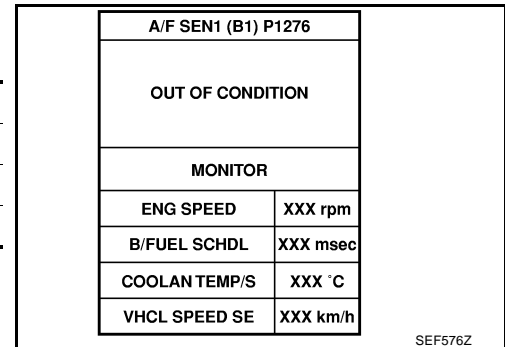 A/F SEN1 (B1) P1276
OUT OF CONDITION
MONITOR
ENG SPEED XXX rpm
B/FUEL SCHDL XXX msec
COOLAN TEMP/S XXX °C
VHCL SPEED SE XXX km/h
SEF576Z